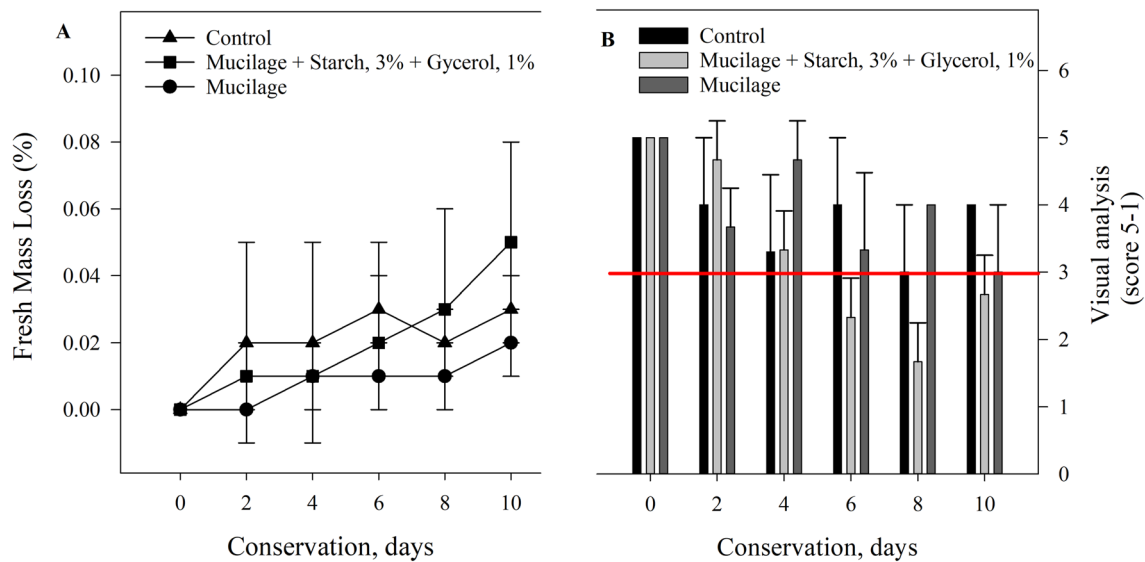 A
Control
Mucilage + Starch, 3% + Gycerol, 1%
Mucilage
0.10
0.08
0.06
0.04
0.02
0.00
Fresh Mass Loss (%)
0 2 4 6 8 10
Conservation, days
B
Control
Mucilage + Starch, 3% + Glycerol, 1%
Mucilage
6
5
4
3
2
1
0
Visual analysis
(score 5-1)
0 2 4 6 8 10
Conservation, days